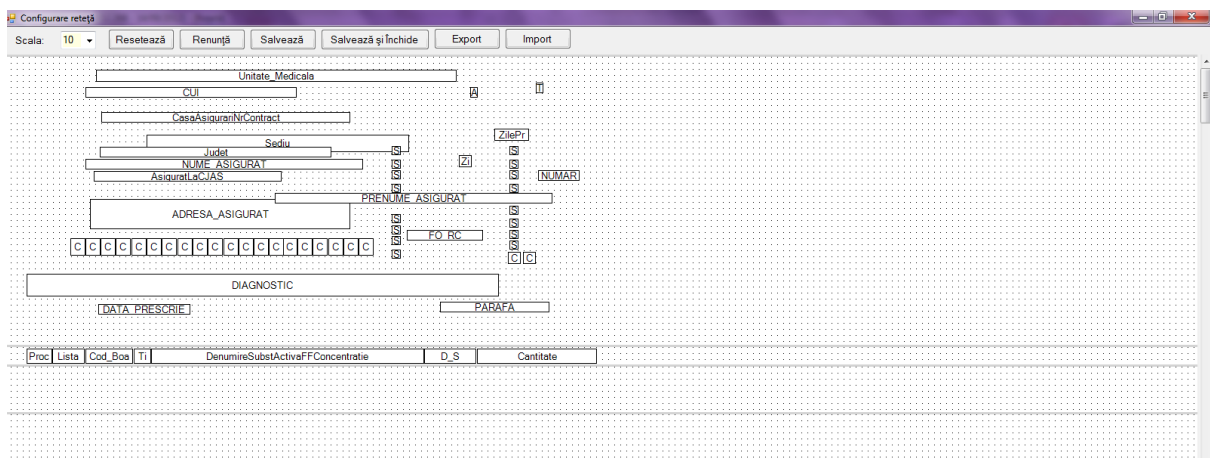 Configurare rețetă
Scala: 10 Resetează Renunță Salvează Salvează și Închide Export Import
Unitate_Medicala
CUI A T
CasaAsigurariNrContract
ZilePr
Sediu
Judet S S
NUME_ASIGURAT S Zi S
AsiguratLaCJAS S S NUMAR
S S
PRENUME_ASIGURAT
ADRESA_ASIGURAT S
S S
S FO_RC S
C C C C C C C C C C C C C C C C C C C C S S
C C
DIAGNOSTIC
DATA_PRESCRIE PARAFA
Proc Lista Cod_Boa Ti DenumireSubstActivaFFConcentratie D_S Cantitate